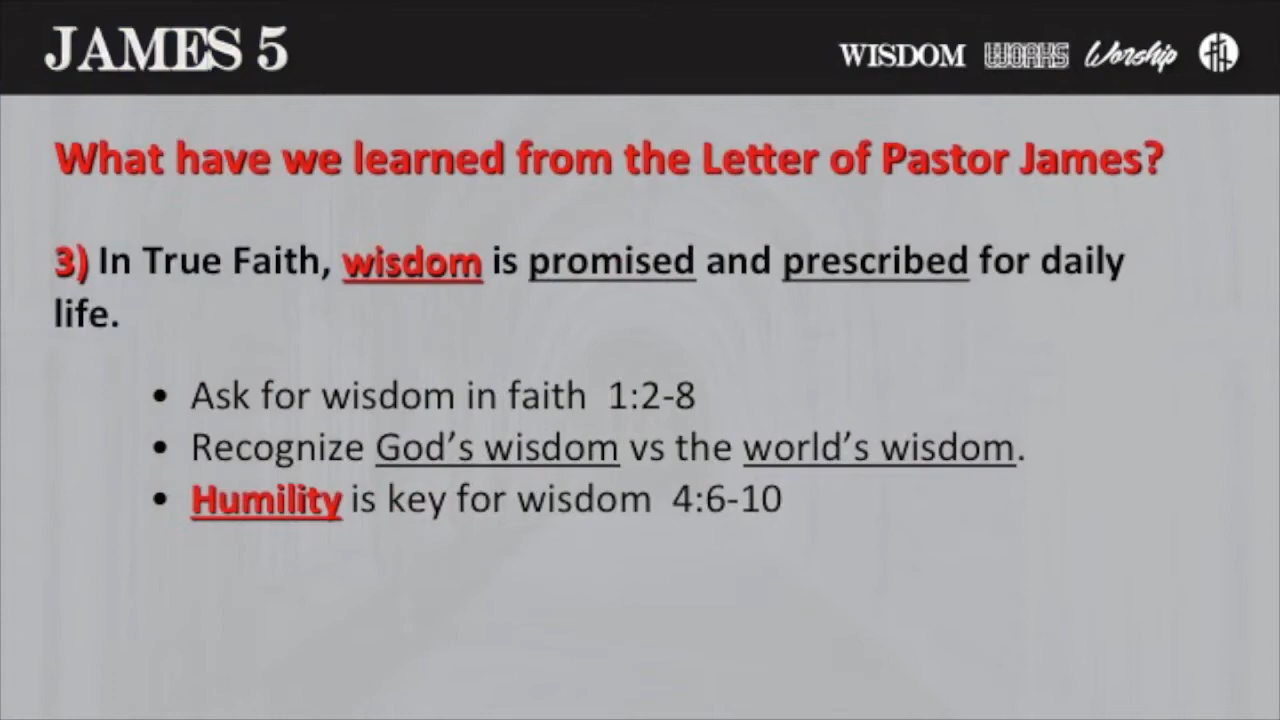 JAMES 5
WISDOM WORKS Worship
What have we learned from the Letter of Pastor James?
3) In True Faith, wisdom is promised and prescribed for daily
life.
• Ask for wisdom in faith 1:2-8
• Recognize God's wisdom vs the world's wisdom.
• Humility is key for wisdom 4:6-10